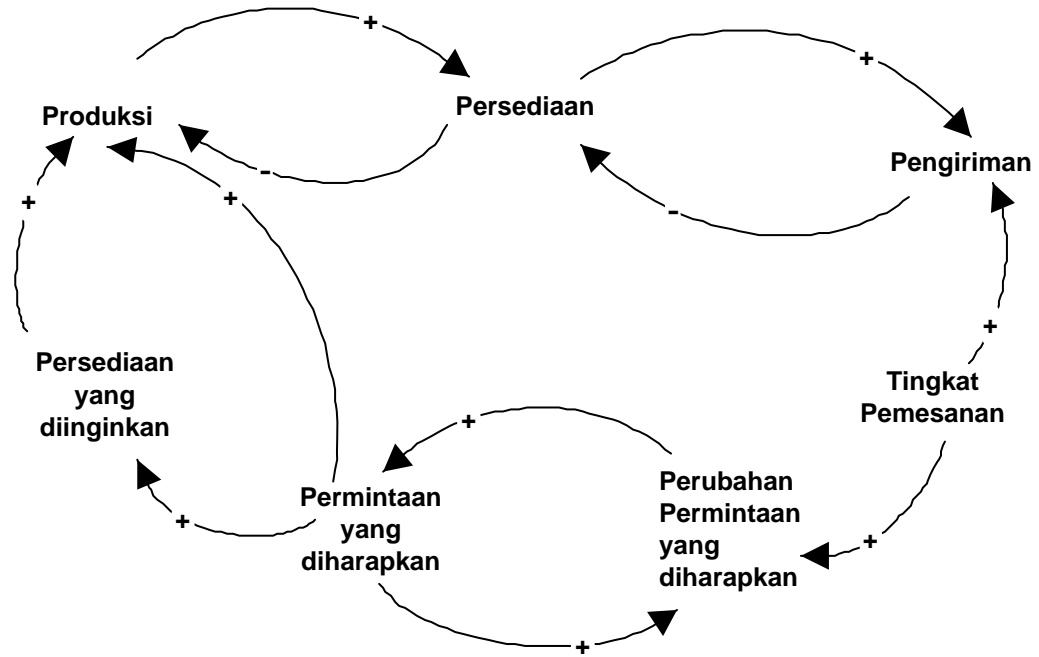 +
Produksi
Persediaan
+
-
Pengiriman
+
+
-
Persediaan
yang
diinginkan
+
Tingkat
Pemesanan
+
Permintaan
yang
diharapkan
Perubahan
Permintaan
yang
diharapkan
+
+
+